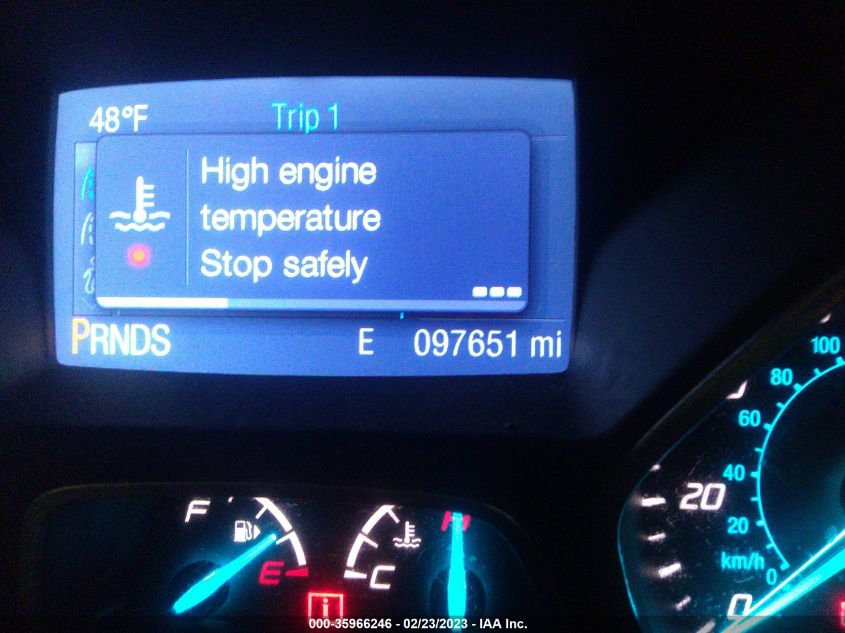 48°F Trip 1
High engine
temperature
Stop safely
PRNDS E 097651 mi
100
80
60
40
20
20
km/h
0
0
F
E
H
C
000-35966246 - 02/23/2023 - IAA Inc.